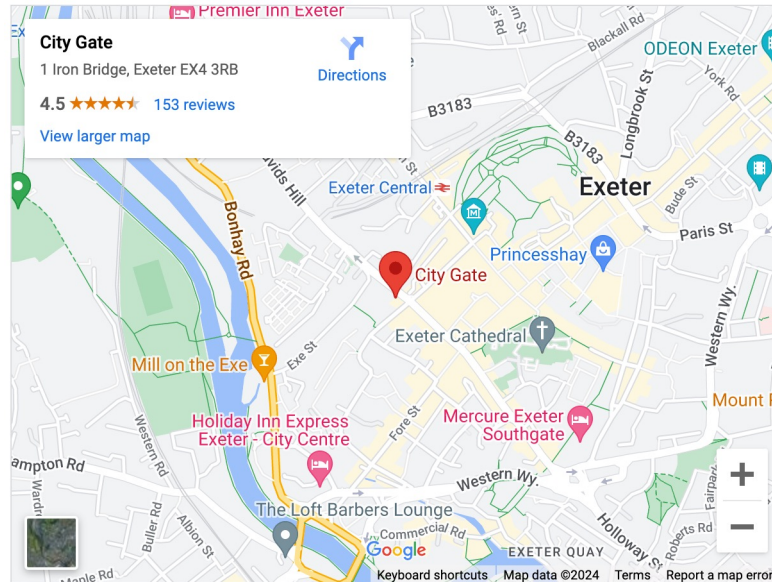 Premier Inn Exeter
City Gate
1 Iron Bridge, Exeter EX4 3RB
4.5
153 reviews
View larger map
Directions
Blackall Rd
ODEON Exeter
York Rd
Longbrook St
B3183
B3183
Exeter Central
Exeter
Bude St
Paris St
Bonhay Rd
Princesshay
City Gate
Western Wy.
Exeter Cathedral
Exe St
Mill on the Exe
Holiday Inn Express
Exeter - City Centre
Fore St
Mercure Exeter
Southgate
Western Rd
Western Wy.
Buller Rd
Albion St
The Loft Barbers Lounge
Commercial Rd
Holloway St
Roberts Rd
EXETER QUAY
Google
Keyboard shortcuts
Map data ©2024
Terms
Report a map error